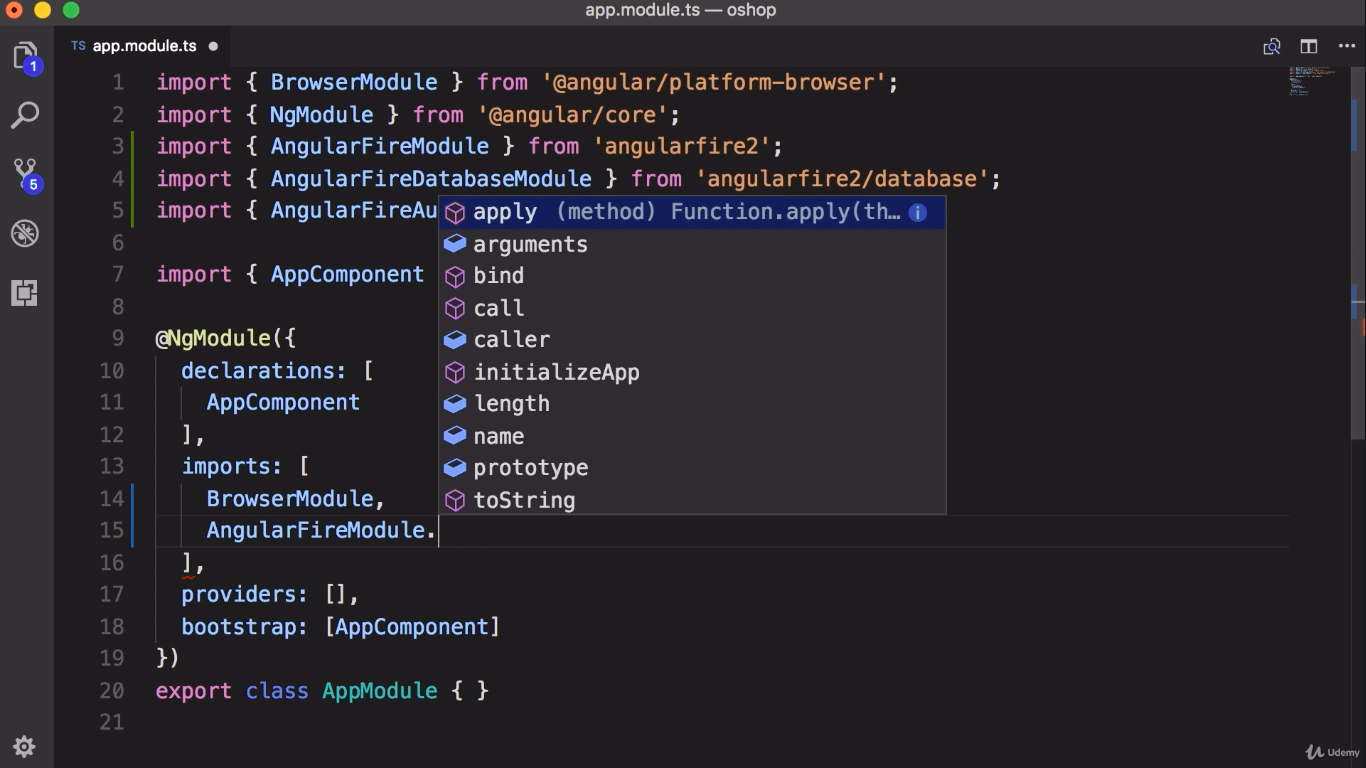 app.module.ts — oshop
TS app.module.ts
1
5
1 import { BrowserModule } from '@angular/platform-browser';
2 import { NgModule } from '@angular/core';
3 import { AngularFireModule } from 'angularfire2';
4 import { AngularFireDatabaseModule } from 'angularfire2/database';
5 import { AngularFireAu
6
7 import { AppComponent
8
9 @NgModule({
10 declarations: [
11 AppComponent
12 ],
13 imports: [
14 BrowserModule,
15 AngularFireModule.
16 ],
17 providers: [],
18 bootstrap: [AppComponent]
19 })
20 export class AppModule { }
21
apply (method) Function.apply(th…
arguments
bind
call
caller
initializeApp
length
name
prototype
toString
Udemy